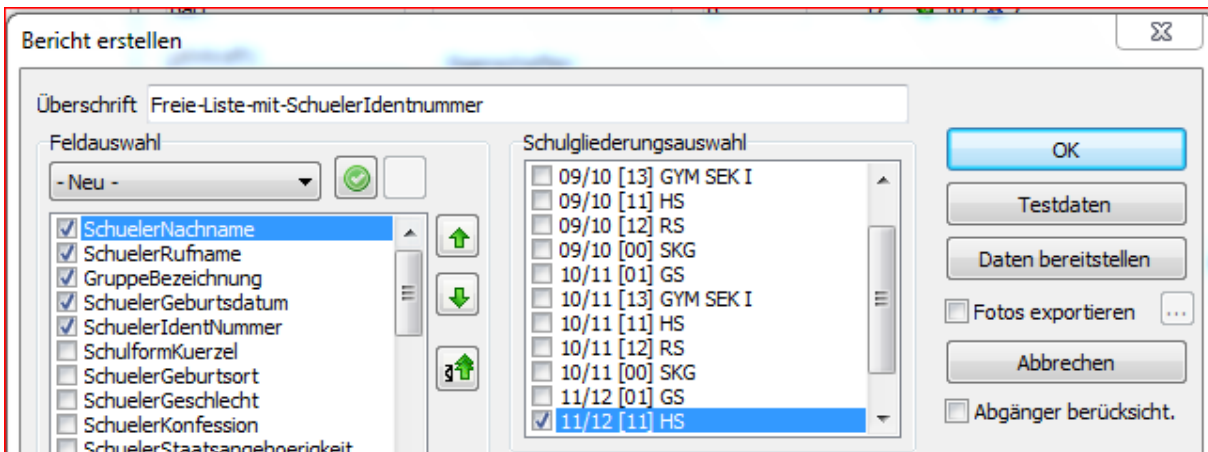 Bericht erstellen
Überschrift Freie-Liste-mit-SchuelerIdentnummer
Feldauswahl
- Neu -
SchuelerNachname
SchuelerRufname
GruppeBezeichnung
SchuelerGeburtsdatum
SchuelerIdentNummer
SchulformKuerzel
SchuelerGeburtsort
SchuelerGeschlecht
SchuelerKonfession
SchuelerStaatsangehoerigkeit
Schulgliederungsauswahl
09/10 [13] GYM SEK I
09/10 [11] HS
09/10 [12] RS
09/10 [00] SKG
10/11 [01] GS
10/11 [13] GYM SEK I
10/11 [11] HS
10/11 [12] RS
10/11 [00] SKG
11/12 [01] GS
11/12 [11] HS
OK
Testdaten
Daten bereitstellen
Fotos exportieren ...
Abbrechen
Abgänger berücksicht.